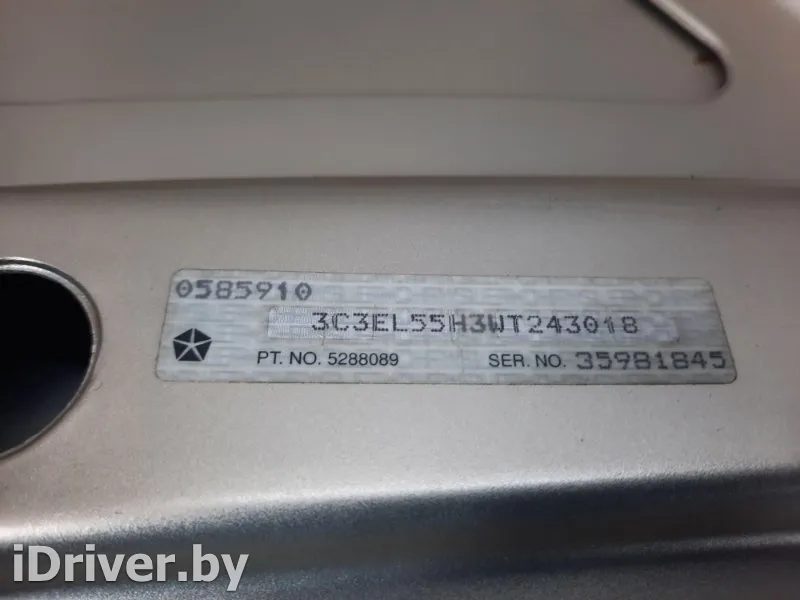 0585910
3C3EL55H3WT243018
PT. NO. 5288089 SER. NO. 35981845
iDriver.by